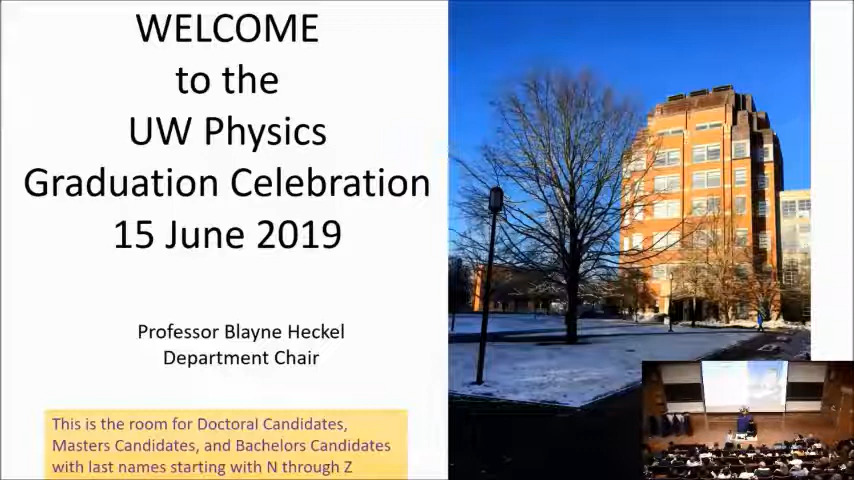 WELCOME
to the
UW Physics
Graduation Celebration
15 June 2019
Professor Blayne Heckel
Department Chair
This is the room for Doctoral Candidates,
Masters Candidates, and Bachelors Candidates
with last names starting with N through Z